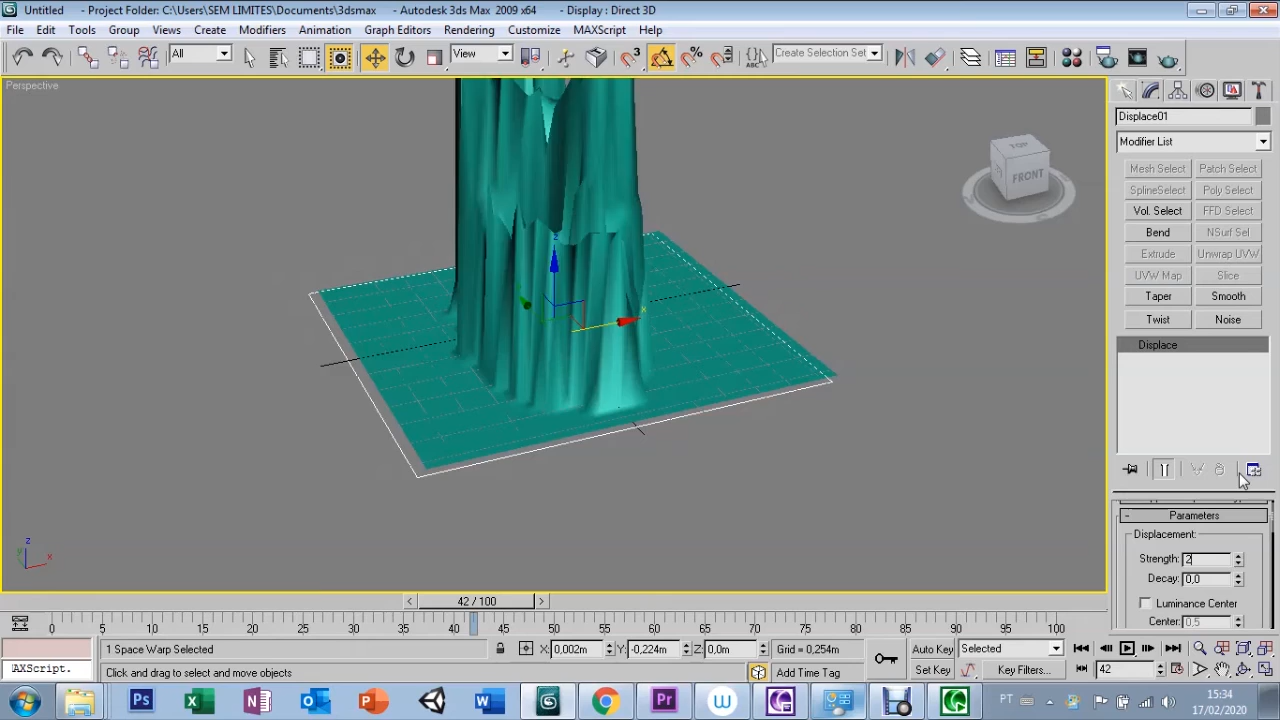 Untitled - Project Folder: C:\Users\SEM LIMITES\Documents\3dsmax - Autodesk 3ds Max 2009 x64 - Display : Direct 3D
File Edit Tools Group Views Create Modifiers Animation Graph Editors Rendering Customize MAXScript Help
All View 3 % ABC Create Selection Set
Perspective
TOP
FRONT
z
x
Displace01
Modifier List
Mesh Select Patch Select
SplineSelect Poly Select
Vol. Select FFD Select
Bend NSurf Sel
Extrude Unwrap UVW
UVW Map Slice
Taper Smooth
Twist Noise
Displace
- Parameters
Displacement:
Strength: 2
Decay: 0,0
Luminance Center
Center: 0,5
z
y x
< 42 / 100 >
0 5 10 15 20 25 30 35 40 45 50 55 60 65 70 75 80 85 90 95 100
1 Space Warp Selected X: 0,002m Y: -0,224m Z: 0,0m Grid = 0,254m Auto Key Selected
AXScript. Click and drag to select and move objects Add Time Tag Set Key Key Filters... 42
Ps W Pr W PT 15:34
17/02/2020